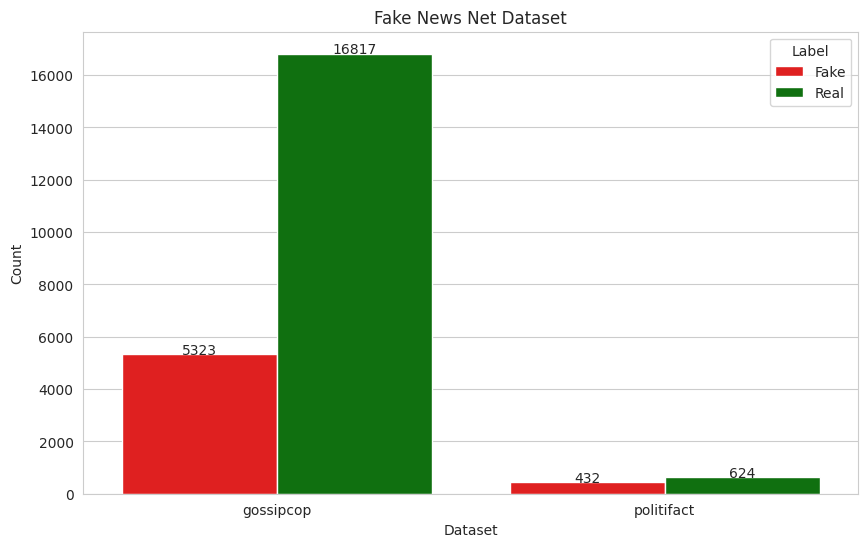 Fake News Net Dataset
Label
Fake
Real
Count
16000
14000
12000
10000
8000
6000
4000
2000
0
16817
5323
432
624
gossipcop
politifact
Dataset